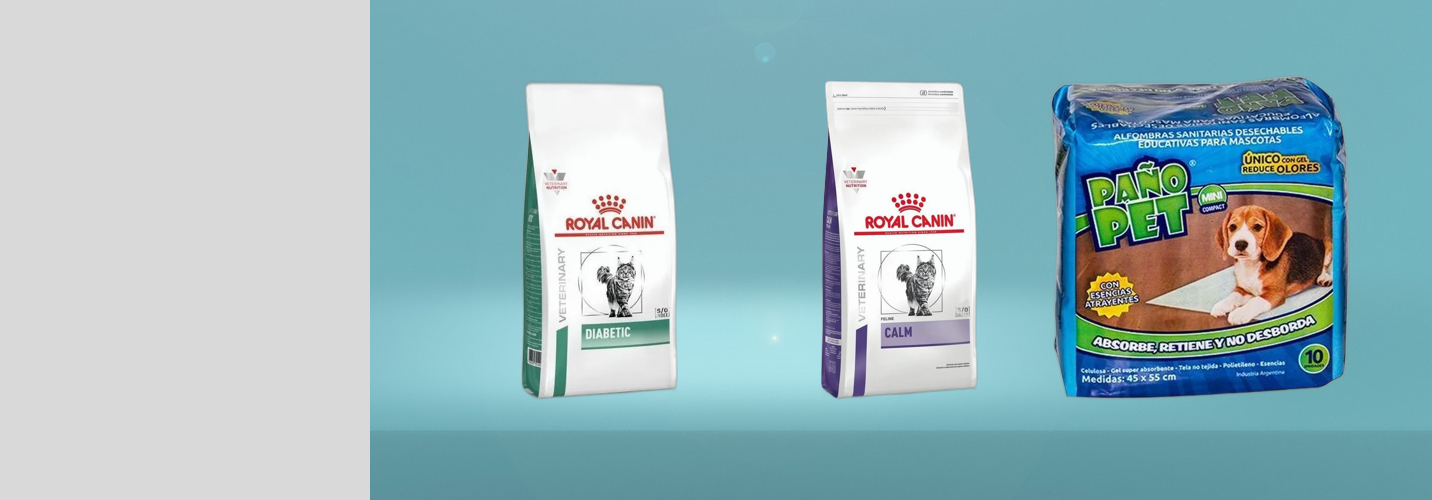 VETERINARY
NUTRITION
ROYAL CANIN
VETERINARY
S/O
DIABETIC
VETERINARY
NUTRITION
ROYAL CANIN
VETERINARY
FELINE
CALM
ALFOMBRAS SANITARIAS DESECHABLES
EDUCATIVAS PARA MASCOTAS
ÚNICO CON GEL
REDUCE OLORES
PAÑO
PET
®
MINI
COMPACT
CON
ESENCIAS
ATRAYENTES
ABSORBE, RETIENE Y NO DESBORDA
10
UNIDADES
Celulosa - Gel super absorbente - Tela no tejida - Polietileno - Esencias
Medidas: 45 x 55 cm
Industria Argentina